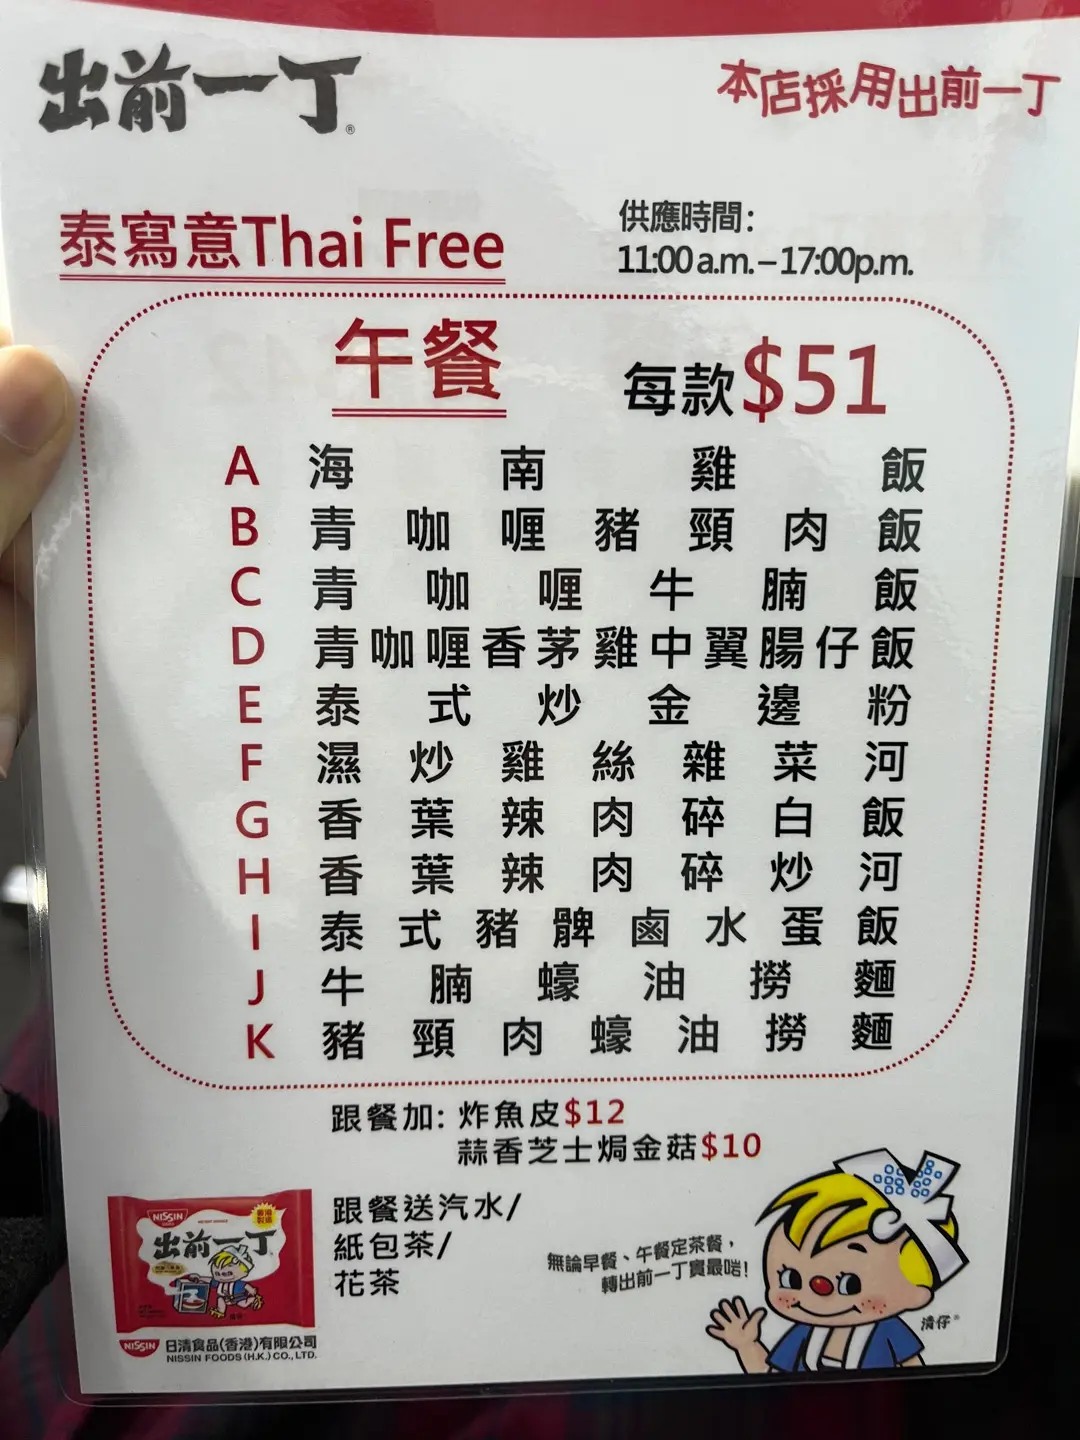 出前一丁®
本店採用出前一丁
泰寫意Thai Free
供應時間:
11:00 a.m. – 17:00p.m.
午餐
每款$51
A 海南雞飯
B 青咖喱豬頸肉飯
C 青咖喱牛腩飯
D 青咖喱香茅雞中翼腸仔飯
E 泰式炒金邊粉
F 濕炒雞絲雜菜河
G 香葉辣肉碎白飯
H 香葉辣肉碎炒河
I 泰式豬髀鹵水蛋飯
J 牛腩蠔油撈麵
K 豬頸肉蠔油撈麵
跟餐加: 炸魚皮$12
蒜香芝士焗金菇$10
跟餐送汽水/
紙包茶/
花茶
無論早餐、午餐定茶餐，
轉出前一丁實最啱!
清仔®
NISSIN
出前一丁
NISSIN
日清食品(香港)有限公司
NISSIN FOODS (H.K.) CO., LTD.